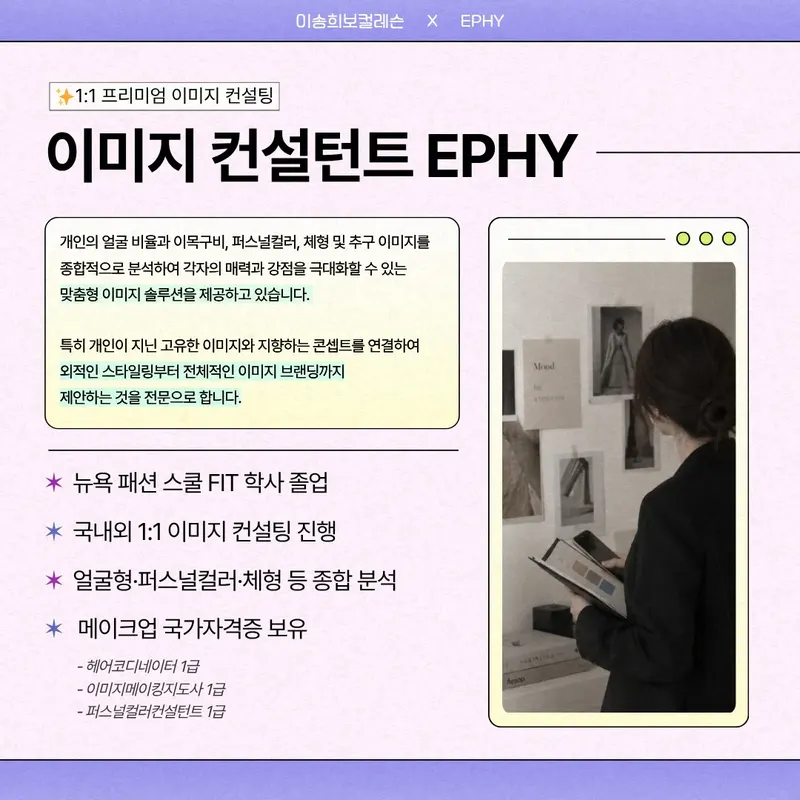 이송희보컬레슨 X EPHY
✨1:1 프리미엄 이미지 컨설팅
이미지 컨설턴트 EPHY
개인의 얼굴 비율과 이목구비, 퍼스널컬러, 체형 및 추구 이미지를
종합적으로 분석하여 각자의 매력과 강점을 극대화할 수 있는
맞춤형 이미지 솔루션을 제공하고 있습니다.
특히 개인이 지닌 고유한 이미지와 지향하는 콘셉트를 연결하여
외적인 스타일링부터 전체적인 이미지 브랜딩까지
제안하는 것을 전문으로 합니다.
뉴욕 패션 스쿨 FIT 학사 졸업
국내외 1:1 이미지 컨설팅 진행
얼굴형·퍼스널컬러·체형 등 종합 분석
메이크업 국가자격증 보유
- 헤어코디네이터 1급
- 이미지메이킹지도사 1급
- 퍼스널컬러컨설턴트 1급
Mood
Aesop